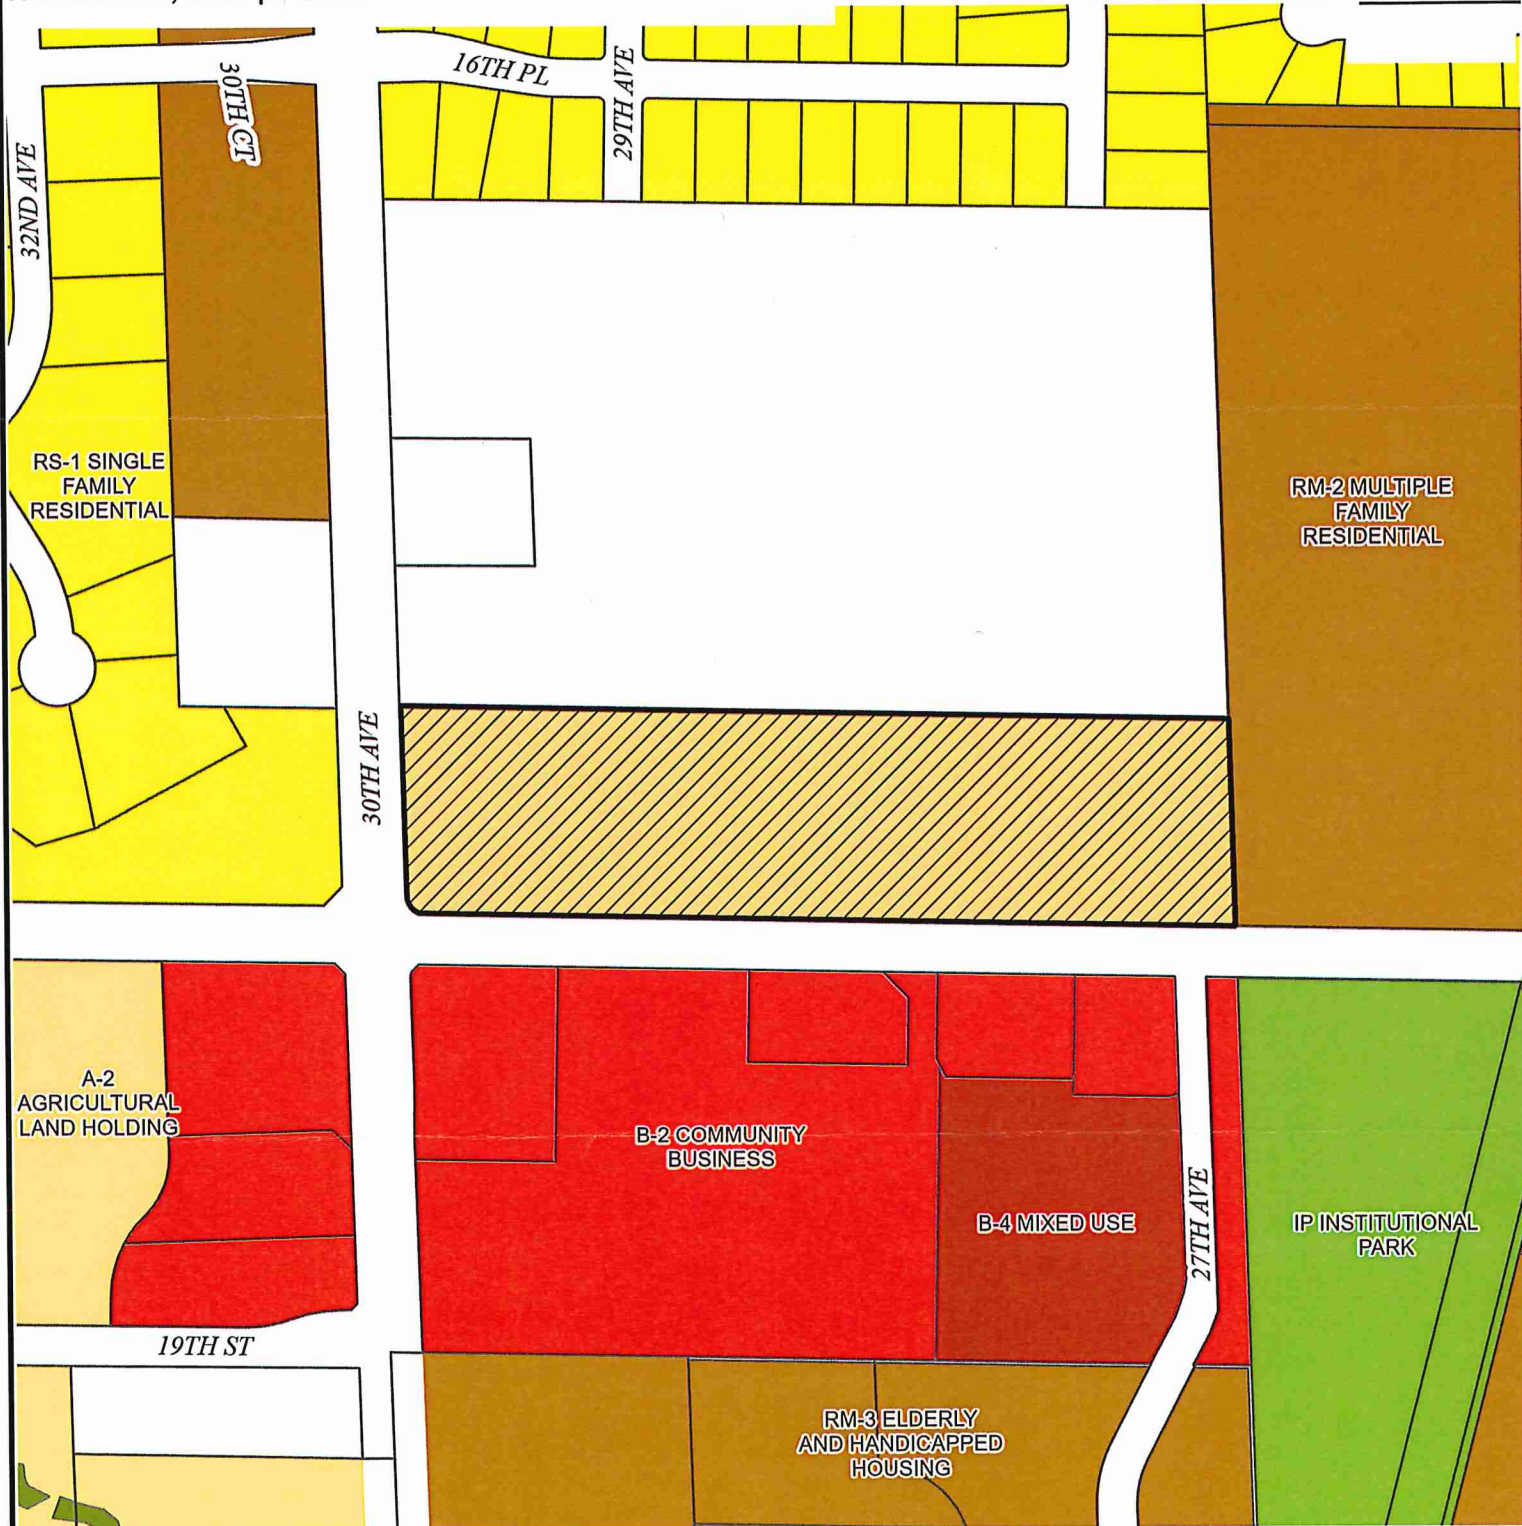 16TH PL
29TH AVE
30TH CT
32ND AVE
RS-1 SINGLE
FAMILY
RESIDENTIAL
RM-2 MULTIPLE
FAMILY
RESIDENTIAL
30TH AVE
A-2
AGRICULTURAL
LAND HOLDING
B-2 COMMUNITY
BUSINESS
B-4 MIXED USE
27TH AVE
IP INSTITUTIONAL
PARK
19TH ST
RM-3 ELDERLY
AND HANDICAPPED
HOUSING